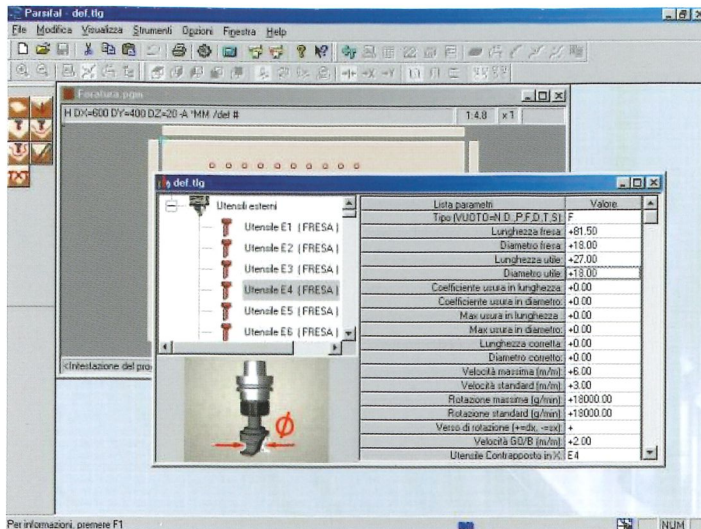 Parsifal - def.tlg
File Modifica Visualizza Strumenti Opzioni Finestra Help
Foratura.pgm
H DX=600 DY=400 DZ=20 -A *MM /def #
1:4.8 x1
def.tlg
Utensili esterni
Utensile E1 (FRESA)
Utensile E2 (FRESA)
Utensile E3 (FRESA)
Utensile E4 (FRESA)
Utensile E5 (FRESA)
Utensile E6 (FRESA)
Lista parametri Valore
Tipo (VUOTO=N.D.,P,F,D,T,S): F
Lunghezza fresa: +81.50
Diametro fresa: +18.00
Lunghezza utile: +27.00
Diametro utile: +18.00
Coefficiente usura in lunghezza: +0.00
Coefficiente usura in diametro: +0.00
Max usura in lunghezza: +0.00
Max usura in diametro: +0.00
Lunghezza corretta: +0.00
Diametro corretto: +0.00
Velocità massima (m/m): +6.00
Velocità standard (m/m): +3.00
Rotazione massima (g/min): +18000.00
Rotazione standard (g/min): +18000.00
Verso di rotazione (+=dx, -=sx): +
Velocità G0/B (m/m): +2.00
Utensile Contrapposto in X: E4
<Intestazione del pro
Φ
Per informazioni, premere F1
NUM